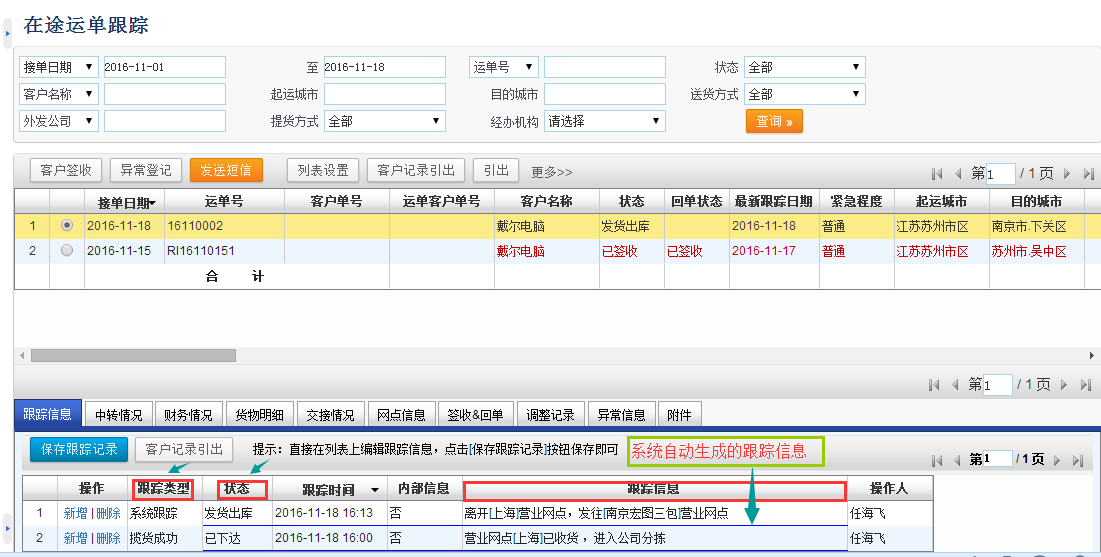 在途运单跟踪
接单日期 2016-11-01 至 2016-11-18 运单号 状态 全部
客户名称 起运城市 目的城市 送货方式 全部
外发公司 提货方式 全部 经办机构 请选择 查询 »
客户签收 异常登记 发送短信 列表设置 客户记录引出 引出 更多>> 第1 / 1 页
接单日期 运单号 客户单号 运单客户单号 客户名称 状态 回单状态 最新跟踪日期 紧急程度 起运城市 目的城市
1 2016-11-18 16110002 戴尔电脑 发货出库 2016-11-18 普通 江苏苏州市区 南京市.下关区
2 2016-11-15 RI16110151 戴尔电脑 已签收 已签收 2016-11-17 普通 江苏苏州市区 苏州市.吴中区
合 计
第1 / 1 页
跟踪信息 中转情况 财务情况 货物明细 交接情况 网点信息 签收&回单 调整记录 异常信息 附件
保存跟踪记录 客户记录引出 提示：直接在列表上编辑跟踪信息，点击[保存跟踪记录]按钮保存即可 系统自动生成的跟踪信息 第1 / 1 页
操作 跟踪类型 状态 跟踪时间 内部信息 跟踪信息 操作人
1 新增 | 删除 系统跟踪 发货出库 2016-11-18 16:13 否 离开[上海]营业网点，发往[南京宏图三包]营业网点 任海飞
2 新增 | 删除 揽货成功 已下达 2016-11-18 16:00 否 营业网点[上海]已收货，进入公司分拣 任海飞